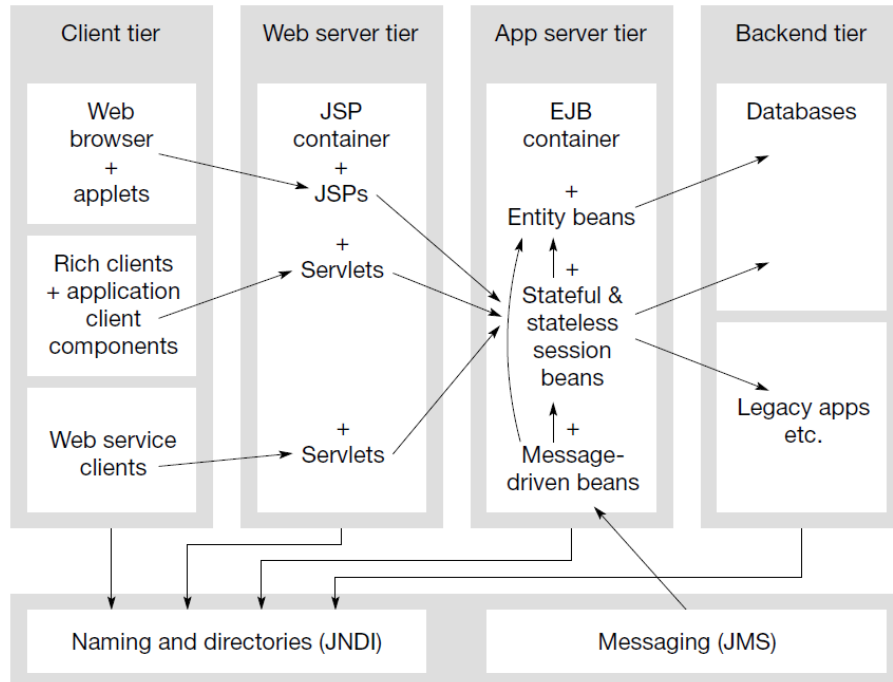 Client tier
Web server tier
App server tier
Backend tier
Web
browser
+
applets
Rich clients
+ application
client
components
Web service
clients
JSP
container
+
JSPs
+
Servlets
+
Servlets
EJB
container
+
Entity beans
+
Stateful &
stateless
session
beans
+
Message-
driven beans
Databases
Legacy apps
etc.
Naming and directories (JNDI)
Messaging (JMS)